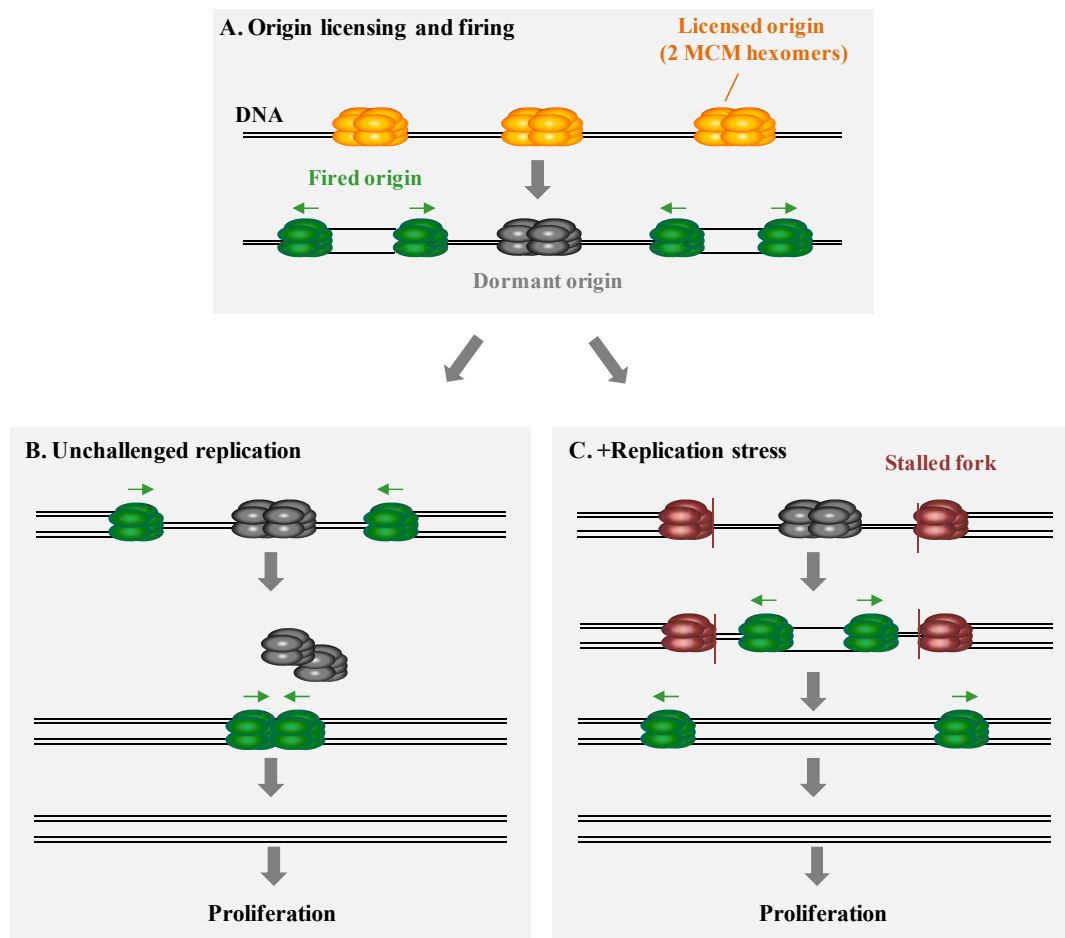 A. Origin licensing and firing
Licensed origin
(2 MCM hexomers)
DNA
Fired origin
Dormant origin
B. Unchallenged replication
Proliferation
C. +Replication stress
Stalled fork
Proliferation